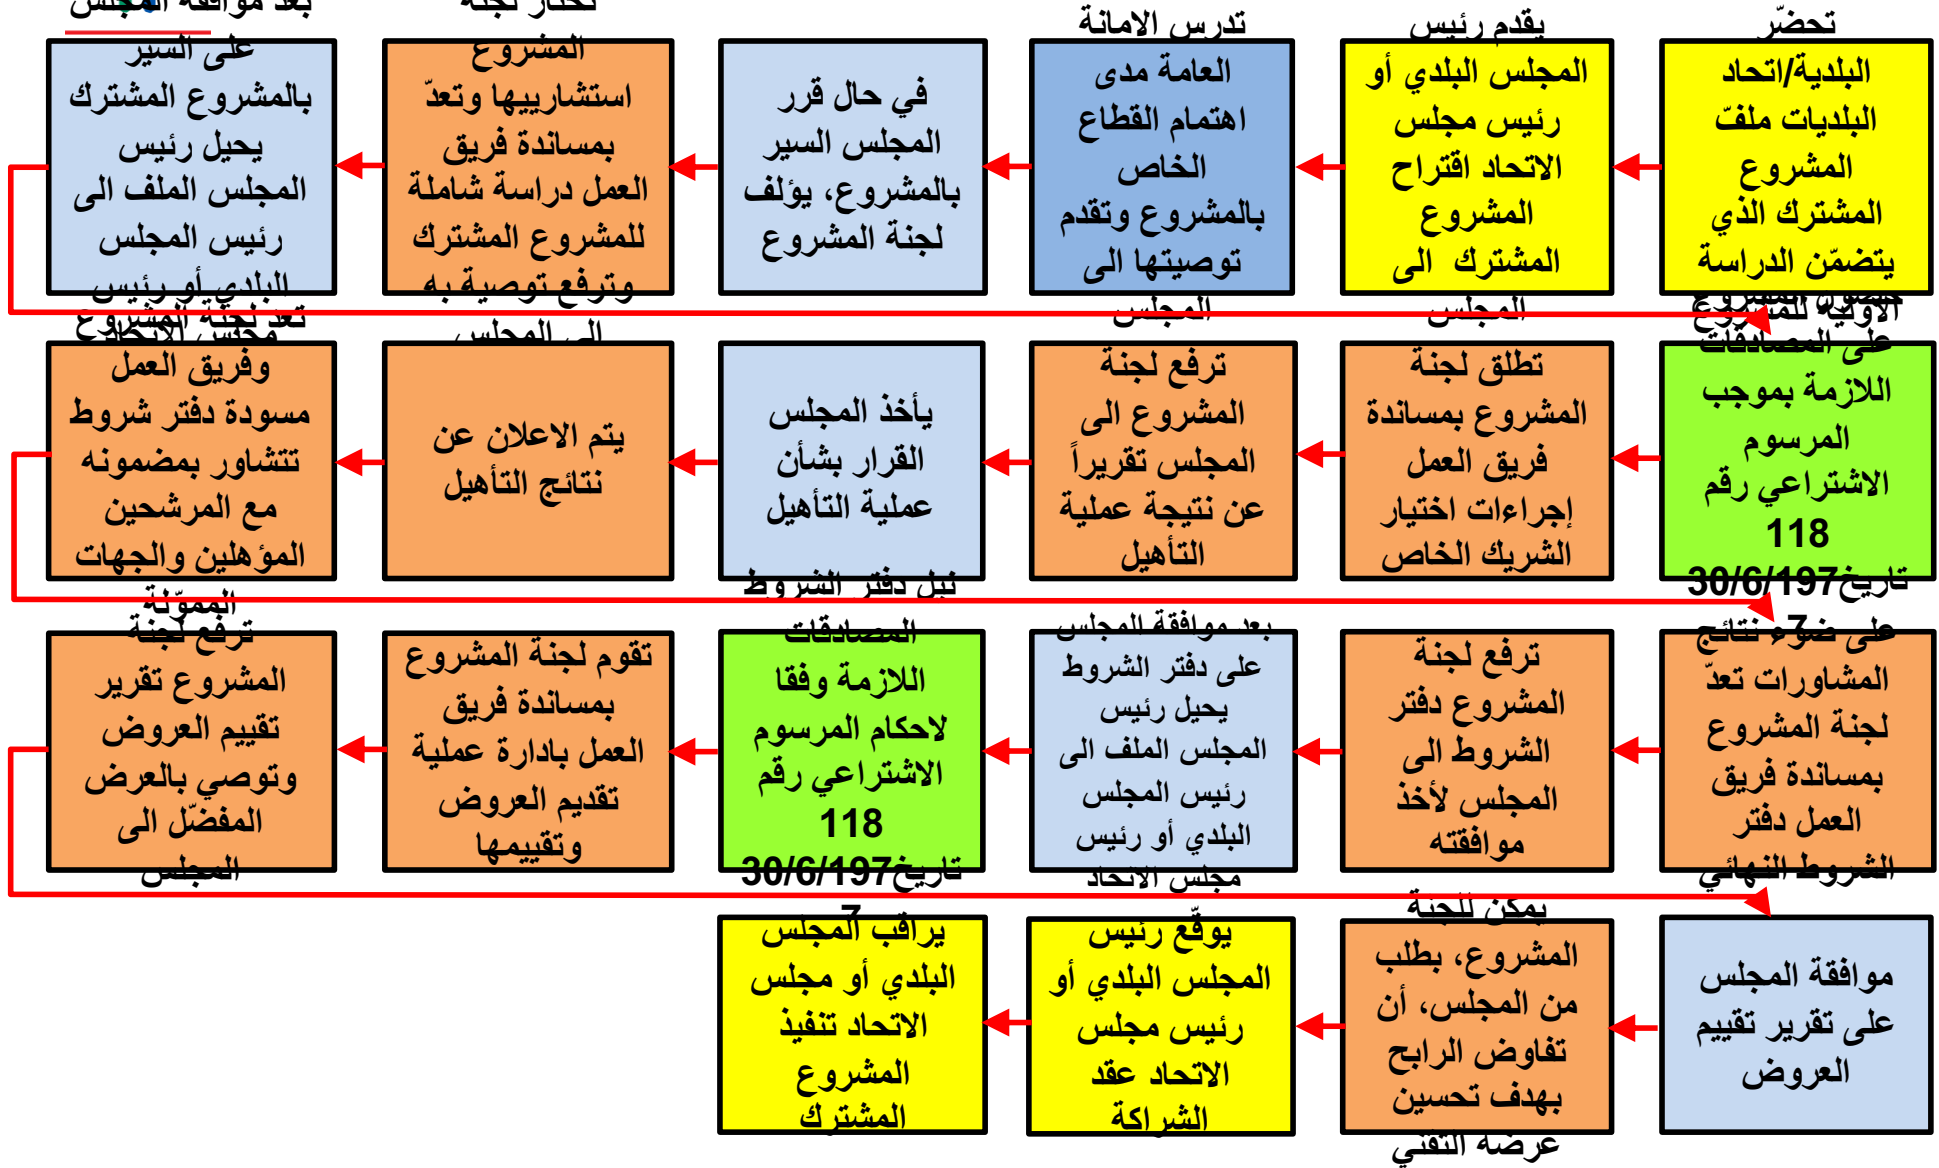 تحضّر
البلدية/اتحاد
البلديات ملفّ
المشروع
المشترك الذي
يتضمّن الدراسة
الأولية للمشروع
يقدم رئيس
المجلس البلدي أو
رئيس مجلس
الاتحاد اقتراح
المشروع
المشترك الى
المجلس
تدرس الامانة
العامة مدى
اهتمام القطاع
الخاص
بالمشروع وتقدم
توصيتها الى
المجلس
في حال قرر
المجلس السير
بالمشروع، يؤلف
لجنة المشروع
تختار لجنة
المشروع
استشارييها وتعدّ
بمساندة فريق
العمل دراسة شاملة
للمشروع المشترك
وترفع توصية به
الى المجلس
بعد موافقة المجلس
على السير
بالمشروع المشترك
يحيل رئيس
المجلس الملف الى
رئيس المجلس
البلدي أو رئيس
مجلس الاتحاد
حصول المشروع
على المصادقات
اللازمة بموجب
المرسوم
الاشتراعي رقم
118
تاريخ30/6/197
7
تطلق لجنة
المشروع بمساندة
فريق العمل
إجراءات اختيار
الشريك الخاص
ترفع لجنة
المشروع الى
المجلس تقريراً
عن نتيجة عملية
التأهيل
يأخذ المجلس
القرار بشأن
عملية التأهيل
يتم الاعلان عن
نتائج التأهيل
تعد لجنة المشروع
وفريق العمل
مسودة دفتر شروط
تتشاور بمضمونه
مع المرشحين
المؤهلين والجهات
المموّلة
على ضوء نتائج
المشاورات تعدّ
لجنة المشروع
بمساندة فريق
العمل دفتر
الشروط النهائي
ترفع لجنة
المشروع دفتر
الشروط الى
المجلس لأخذ
موافقته
بعد موافقة المجلس
على دفتر الشروط
يحيل رئيس
المجلس الملف الى
رئيس المجلس
البلدي أو رئيس
مجلس الاتحاد
نيل دفتر الشروط
المصادقات
اللازمة وفقا
لاحكام المرسوم
الاشتراعي رقم
118
تاريخ30/6/197
7
تقوم لجنة المشروع
بمساندة فريق
العمل بادارة عملية
تقديم العروض
وتقييمها
ترفع لجنة
المشروع تقرير
تقييم العروض
وتوصي بالعرض
المفضّل الى
المجلس
موافقة المجلس
على تقرير تقييم
العروض
يمكن للجنة
المشروع، بطلب
من المجلس، أن
تفاوض الرابح
بهدف تحسين
عرضه التقني
يوقّع رئيس
المجلس البلدي أو
رئيس مجلس
الاتحاد عقد
الشراكة
يراقب المجلس
البلدي أو مجلس
الاتحاد تنفيذ
المشروع
المشترك